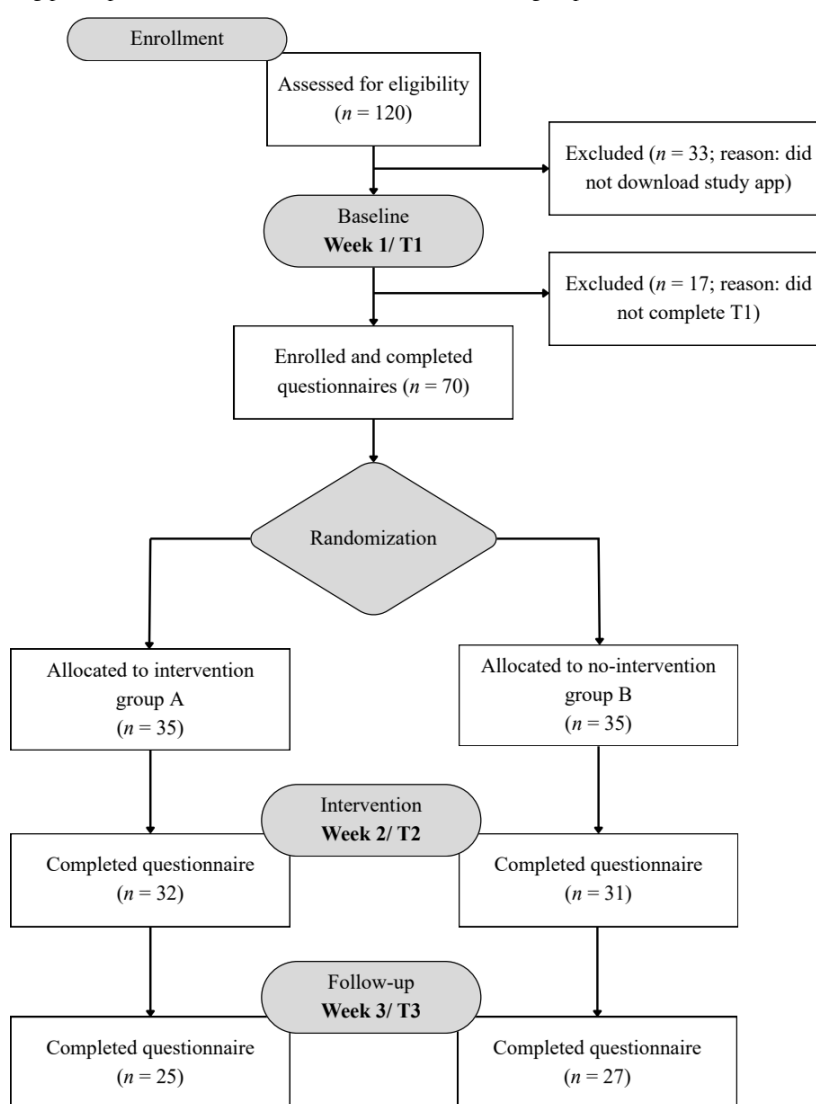 Enrollment
Assessed for eligibility
(n = 120)
Excluded (n = 33; reason: did
not download study app)
Baseline
Week 1/ T1
Excluded (n = 17; reason: did
not complete T1)
Enrolled and completed
questionnaires (n = 70)
Randomization
Allocated to intervention
group A
(n = 35)
Allocated to no-intervention
group B
(n = 35)
Intervention
Week 2/ T2
Completed questionnaire
(n = 32)
Completed questionnaire
(n = 31)
Follow-up
Week 3/ T3
Completed questionnaire
(n = 25)
Completed questionnaire
(n = 27)